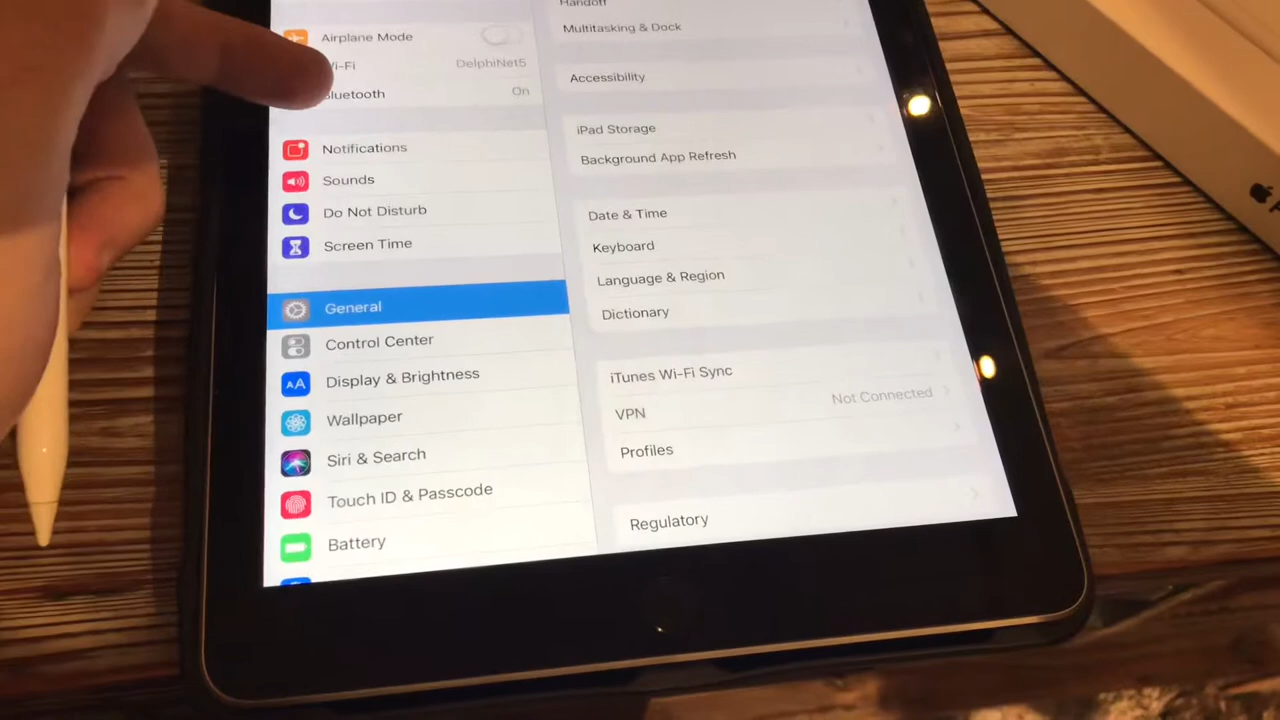 Airplane Mode
Wi-Fi DelphiNet5
Bluetooth On
Notifications
Sounds
Do Not Disturb
Screen Time
General
Control Center
AA Display & Brightness
Wallpaper
Siri & Search
Touch ID & Passcode
Battery
Handoff
Multitasking & Dock
Accessibility
iPad Storage
Background App Refresh
Date & Time
Keyboard
Language & Region
Dictionary
iTunes Wi-Fi Sync
VPN Not Connected
Profiles
Regulatory